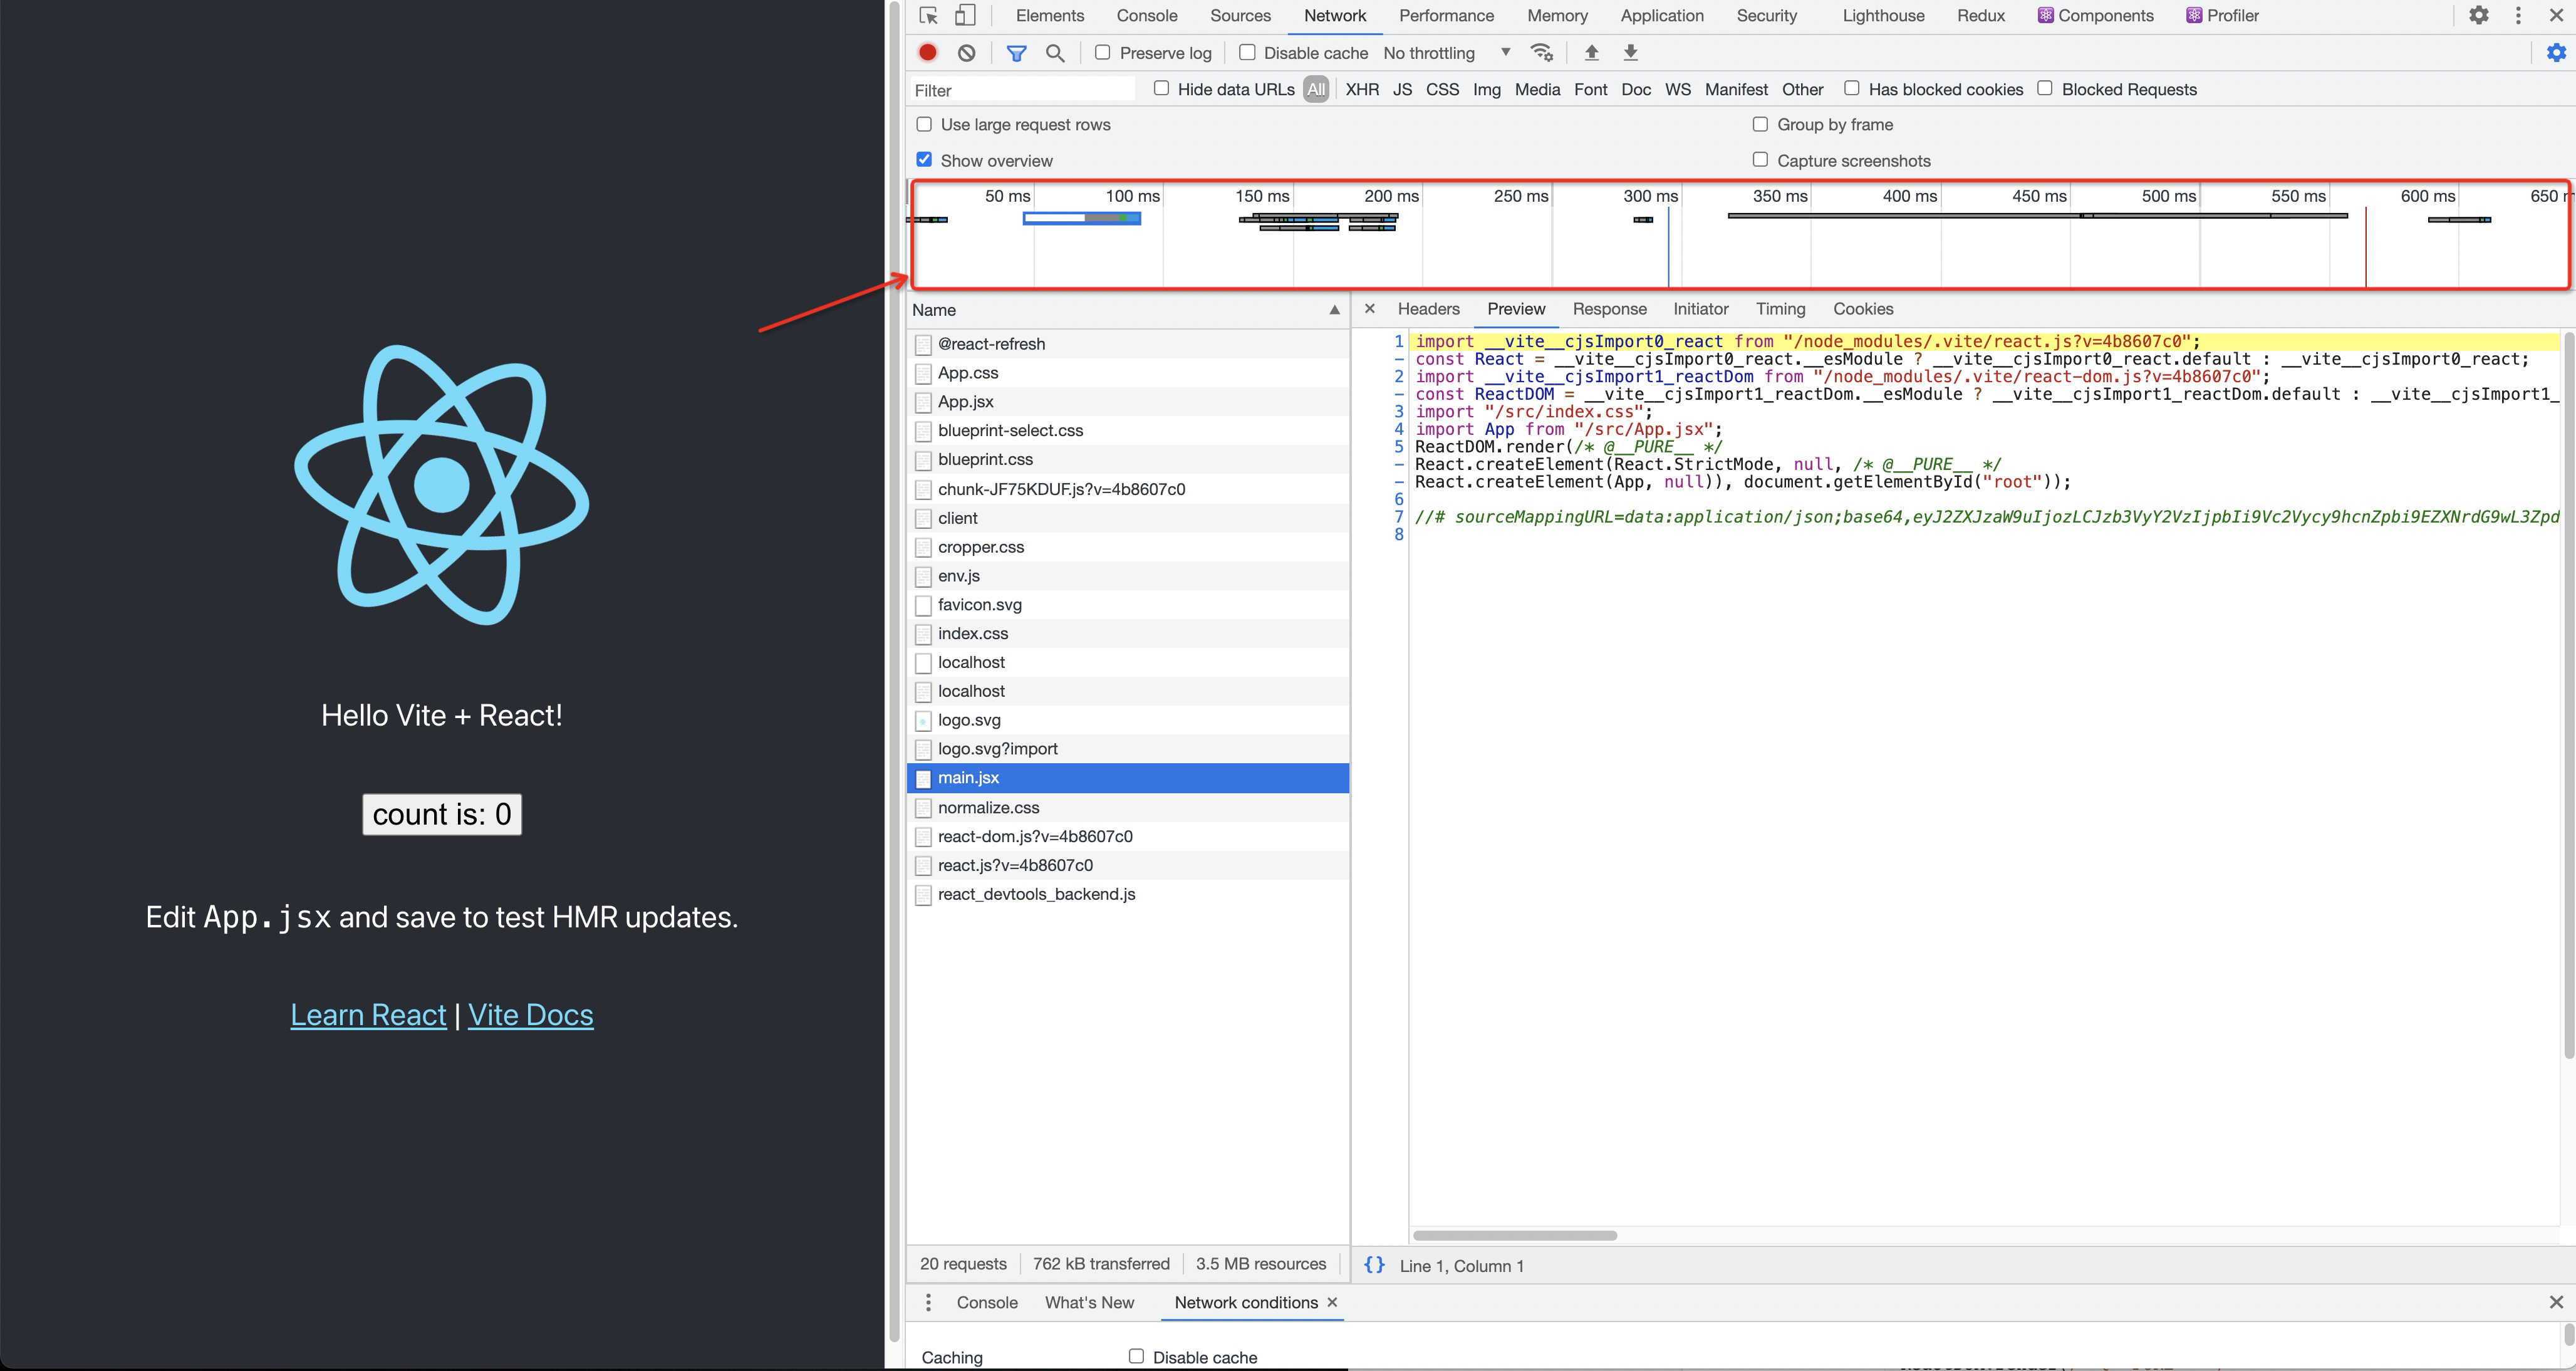 Hello Vite + React!
count is: 0
Edit App.jsx and save to test HMR updates.
Learn React | Vite Docs
Elements Console Sources Network Performance Memory Application Security Lighthouse Redux Components Profiler
Preserve log Disable cache No throttling
Filter Hide data URLs All XHR JS CSS Img Media Font Doc WS Manifest Other Has blocked cookies Blocked Requests
Use large request rows Group by frame
Show overview Capture screenshots
50 ms 100 ms 150 ms 200 ms 250 ms 300 ms 350 ms 400 ms 450 ms 500 ms 550 ms 600 ms 650
Name
@react-refresh
App.css
App.jsx
blueprint-select.css
blueprint.css
chunk-JF75KDUF.js?v=4b8607c0
client
cropper.css
env.js
favicon.svg
index.css
localhost
localhost
logo.svg
logo.svg?import
main.jsx
normalize.css
react-dom.js?v=4b8607c0
react.js?v=4b8607c0
react_devtools_backend.js
20 requests 762 kB transferred 3.5 MB resources
Headers Preview Response Initiator Timing Cookies
1 import __vite__cjsImport0_react from "/node_modules/.vite/react.js?v=4b8607c0";
- const React = __vite__cjsImport0_react.__esModule ? __vite__cjsImport0_react.default : __vite__cjsImport0_react;
2 import __vite__cjsImport1_reactDom from "/node_modules/.vite/react-dom.js?v=4b8607c0";
- const ReactDOM = __vite__cjsImport1_reactDom.__esModule ? __vite__cjsImport1_reactDom.default : __vite__cjsImport1_
3 import "/src/index.css";
4 import App from "/src/App.jsx";
5 ReactDOM.render(/* @__PURE__ */
- React.createElement(React.StrictMode, null, /* @__PURE__ */
- React.createElement(App, null)), document.getElementById("root"));
6
7 //# sourceMappingURL=data:application/json;base64,eyJ2ZXJzaW9uIjozLCJzb3VyY2VzIjpbIi9Vc2Vycy9hcnZpbi9EZXNrdG9wL3Zpd
8
{} Line 1, Column 1
Console What's New Network conditions
Caching Disable cache